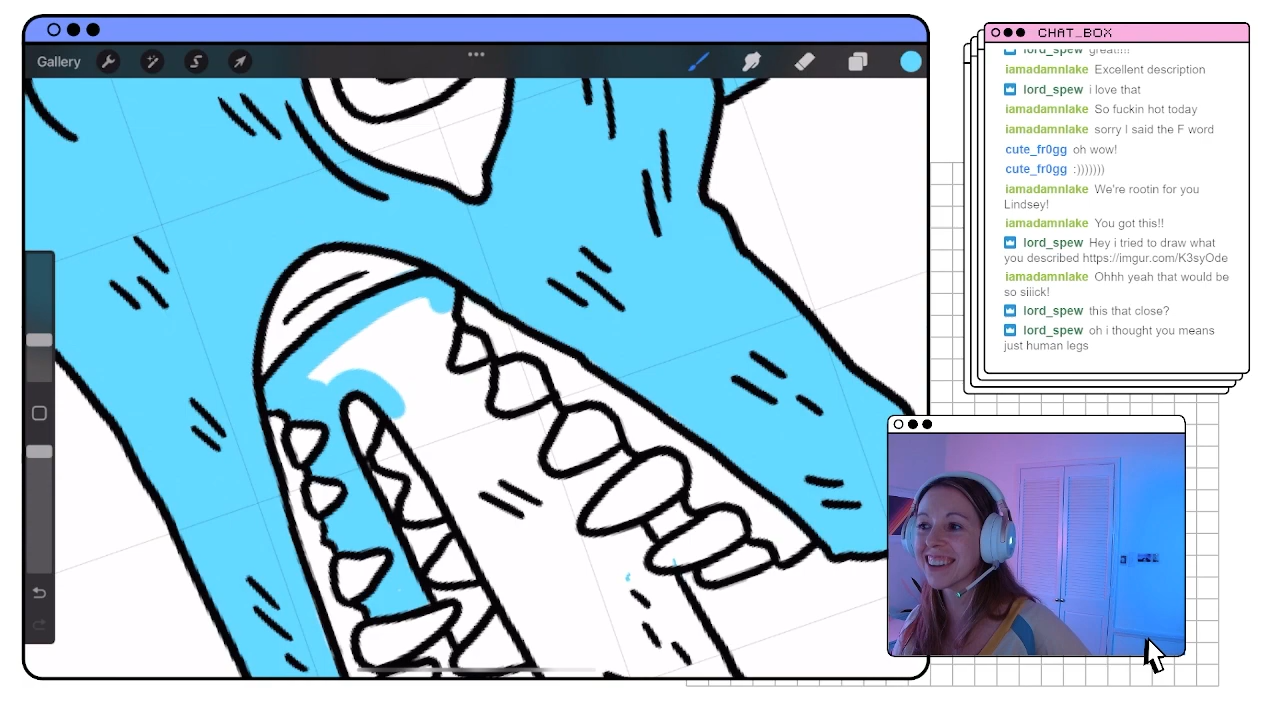 Gallery
CHAT_BOX
lord_spew great!!!!
iamadamnlake Excellent description
lord_spew i love that
iamadamnlake So fuckin hot today
iamadamnlake sorry I said the F word
cute_fr0gg oh wow!
cute_fr0gg :)))))))
iamadamnlake We're rootin for you
Lindsey!
iamadamnlake You got this!!
lord_spew Hey i tried to draw what
you described https://imgur.com/K3syOde
iamadamnlake Ohhh yeah that would be
so siiick!
lord_spew this that close?
lord_spew oh i thought you means
just human legs